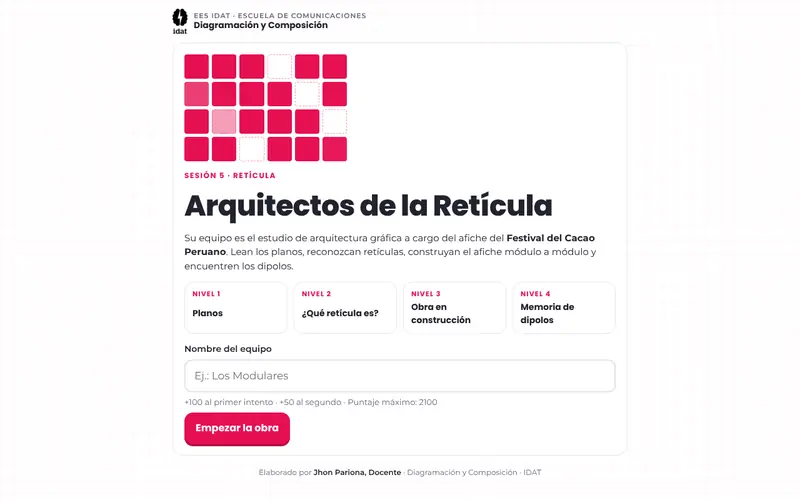 idat
EES IDAT · ESCUELA DE COMUNICACIONES
Diagramación y Composición
SESIÓN 5 · RETÍCULA
Arquitectos de la Retícula
Su equipo es el estudio de arquitectura gráfica a cargo del afiche del Festival del Cacao
Peruano. Lean los planos, reconozcan retículas, construyan el afiche módulo a módulo y
encuentren los dipolos.
NIVEL 1
Planos
NIVEL 2
¿Qué retícula es?
NIVEL 3
Obra en
construcción
NIVEL 4
Memoria de
dipolos
Nombre del equipo
Ej.: Los Modulares
+100 al primer intento · +50 al segundo · Puntaje máximo: 2100
Empezar la obra
Elaborado por Jhon Pariona, Docente · Diagramación y Composición · IDAT